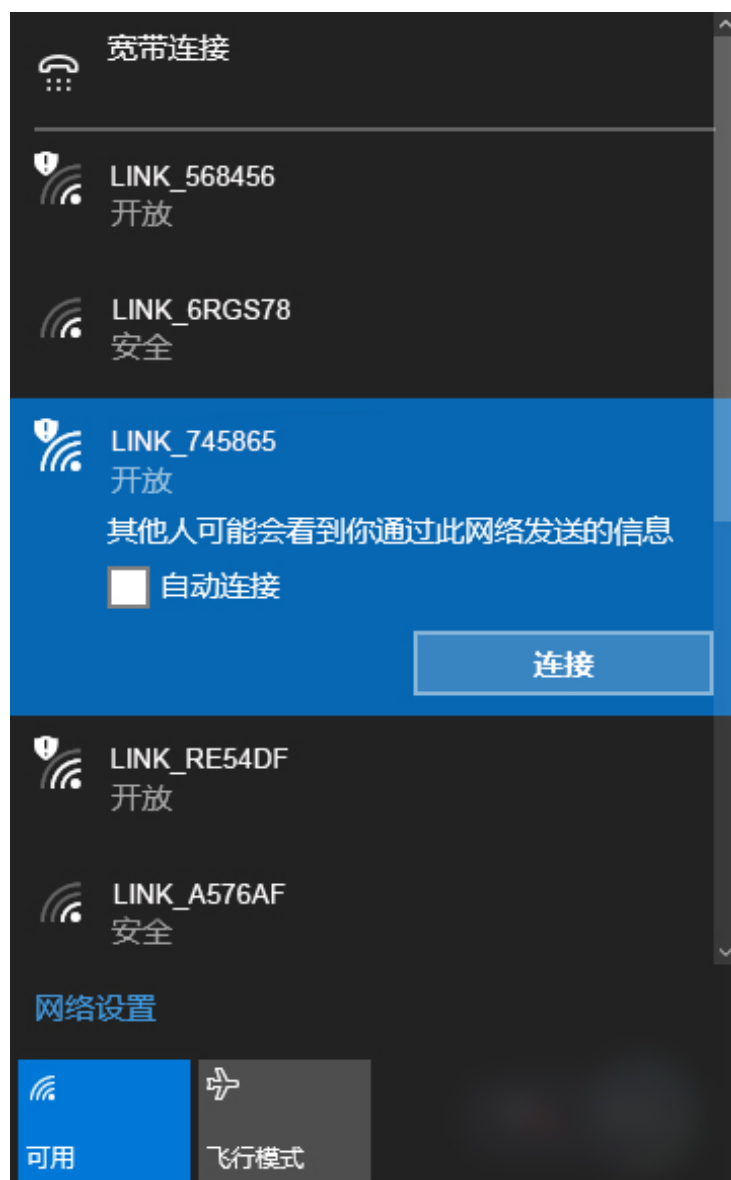 宽带连接
LINK_568456
开放
LINK_6RGS78
安全
LINK_745865
开放
其他人可能会看到你通过此网络发送的信息
自动连接
连接
LINK_RE54DF
开放
LINK_A576AF
安全
网络设置
可用
飞行模式